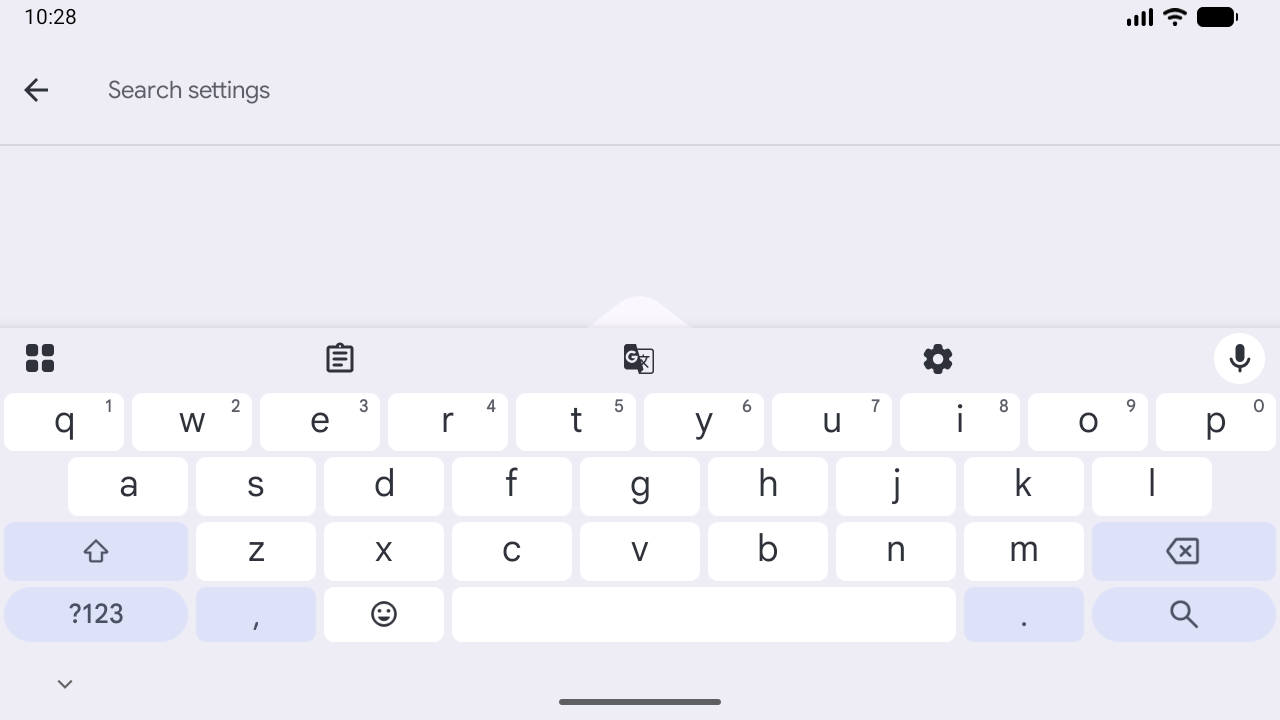 10:28
Search settings
q 1 w 2 e 3 r 4 t 5 y 6 u 7 i 8 o 9 p 0
a s d f g h j k l
z x c v b n m
?123 , .